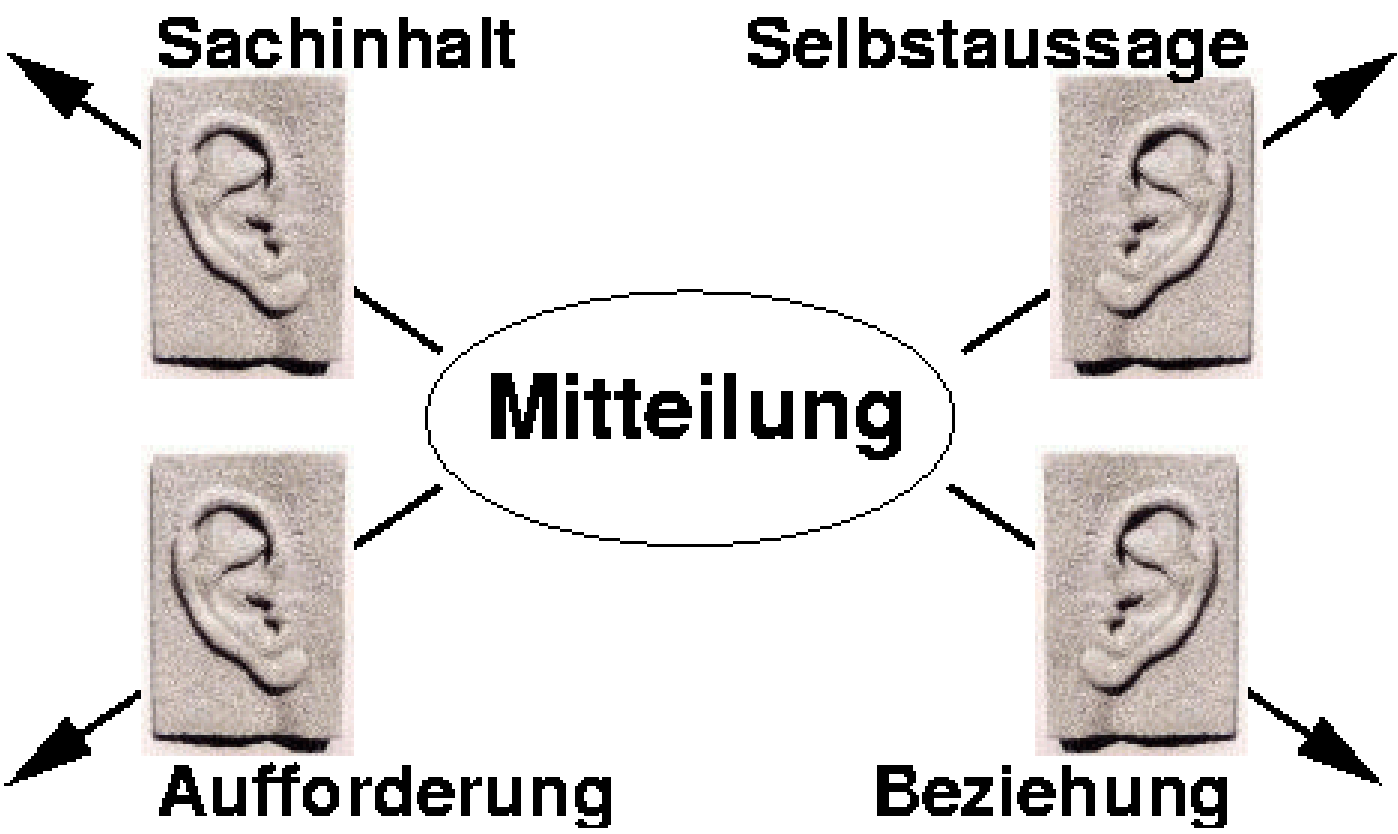 Sachinhalt
Selbstaussage
Mitteilung
Aufforderung
Beziehung